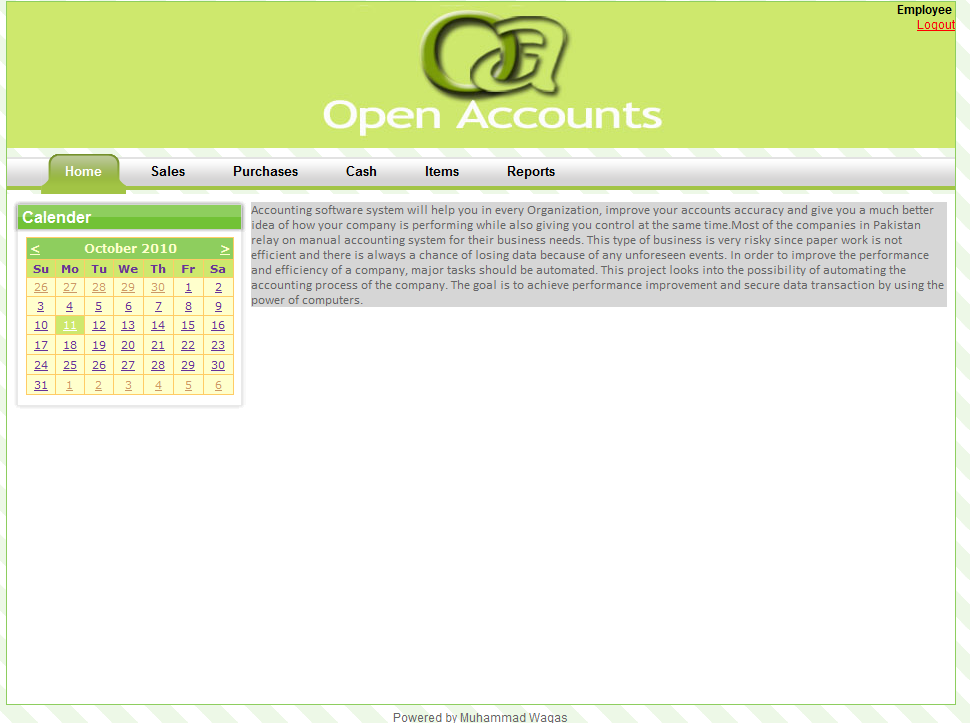 Employee
Logout
Oa
Open Accounts
Home Sales Purchases Cash Items Reports
Calender
< October 2010 >
Su Mo Tu We Th Fr Sa
26 27 28 29 30 1 2
3 4 5 6 7 8 9
10 11 12 13 14 15 16
17 18 19 20 21 22 23
24 25 26 27 28 29 30
31 1 2 3 4 5 6
Accounting software system will help you in every Organization, improve your accounts accuracy and give you a much better
idea of how your company is performing while also giving you control at the same time.Most of the companies in Pakistan
relay on manual accounting system for their business needs. This type of business is very risky since paper work is not
efficient and there is always a chance of losing data because of any unforeseen events. In order to improve the performance
and efficiency of a company, major tasks should be automated. This project looks into the possibility of automating the
accounting process of the company. The goal is to achieve performance improvement and secure data transaction by using the
power of computers.
Powered by Muhammad Waqas